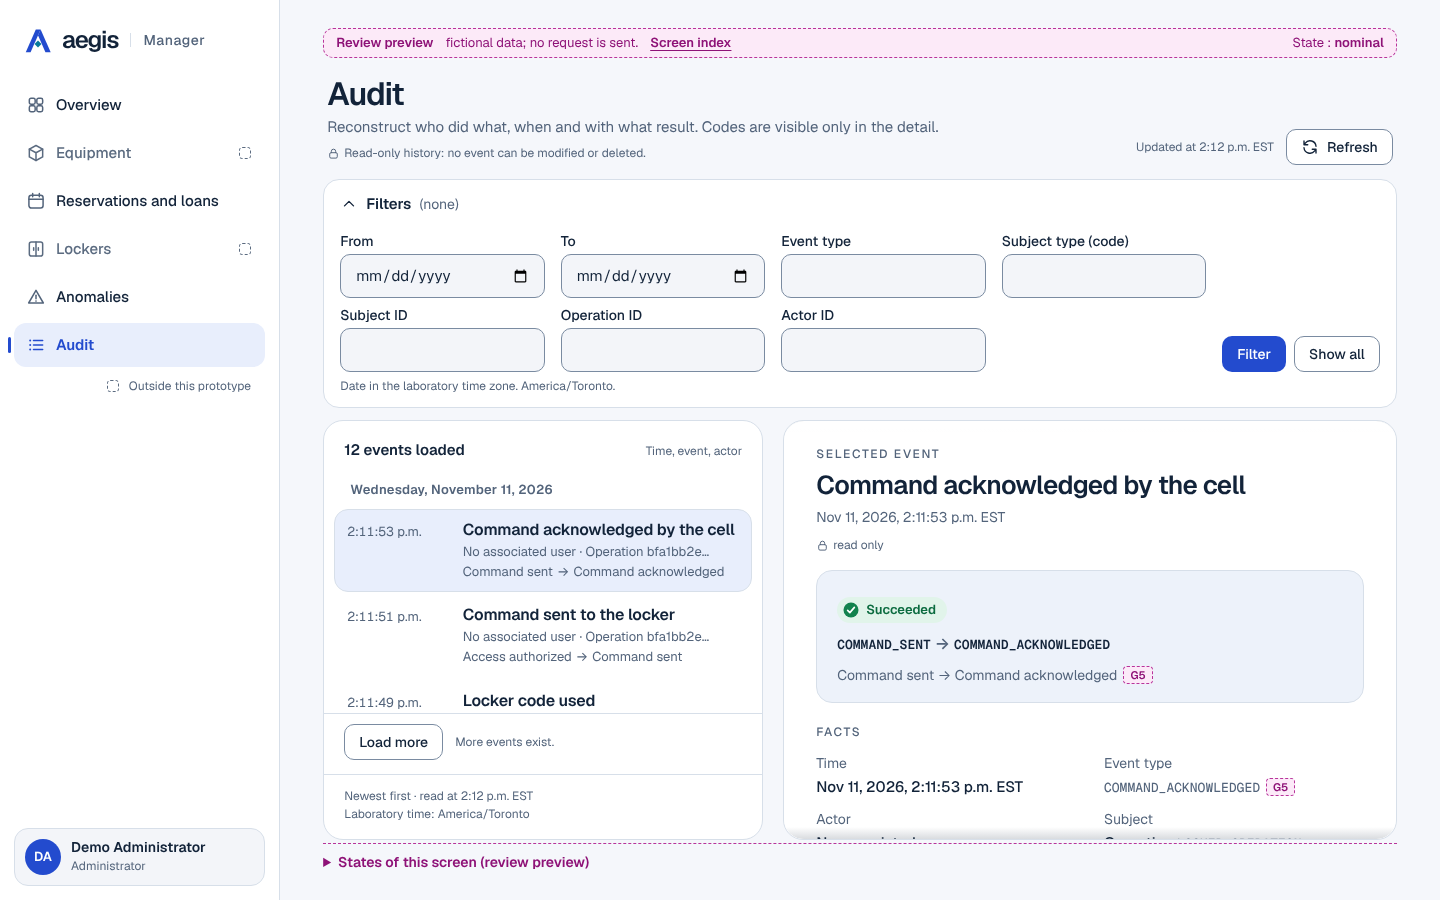 aegis Manager
Overview
Equipment
Reservations and loans
Lockers
Anomalies
Audit
Outside this prototype
DA
Demo Administrator
Administrator
Review preview fictional data; no request is sent. Screen index State : nominal
Audit
Reconstruct who did what, when and with what result. Codes are visible only in the detail.
Read-only history: no event can be modified or deleted.
Updated at 2:12 p.m. EST Refresh
Filters (none)
From To Event type Subject type (code)
mm/dd/yyyy mm/dd/yyyy
Subject ID Operation ID Actor ID
Filter Show all
Date in the laboratory time zone. America/Toronto.
12 events loaded Time, event, actor
Wednesday, November 11, 2026
2:11:53 p.m. Command acknowledged by the cell
No associated user · Operation bfa1bb2e…
Command sent → Command acknowledged
2:11:51 p.m. Command sent to the locker
No associated user · Operation bfa1bb2e…
Access authorized → Command sent
2:11:49 p.m. Locker code used
Load more More events exist.
Newest first · read at 2:12 p.m. EST
Laboratory time: America/Toronto
SELECTED EVENT
Command acknowledged by the cell
Nov 11, 2026, 2:11:53 p.m. EST
read only
Succeeded
COMMAND_SENT → COMMAND_ACKNOWLEDGED
Command sent → Command acknowledged G5
FACTS
Time Event type
Nov 11, 2026, 2:11:53 p.m. EST COMMAND_ACKNOWLEDGED G5
Actor Subject
▶ States of this screen (review preview)